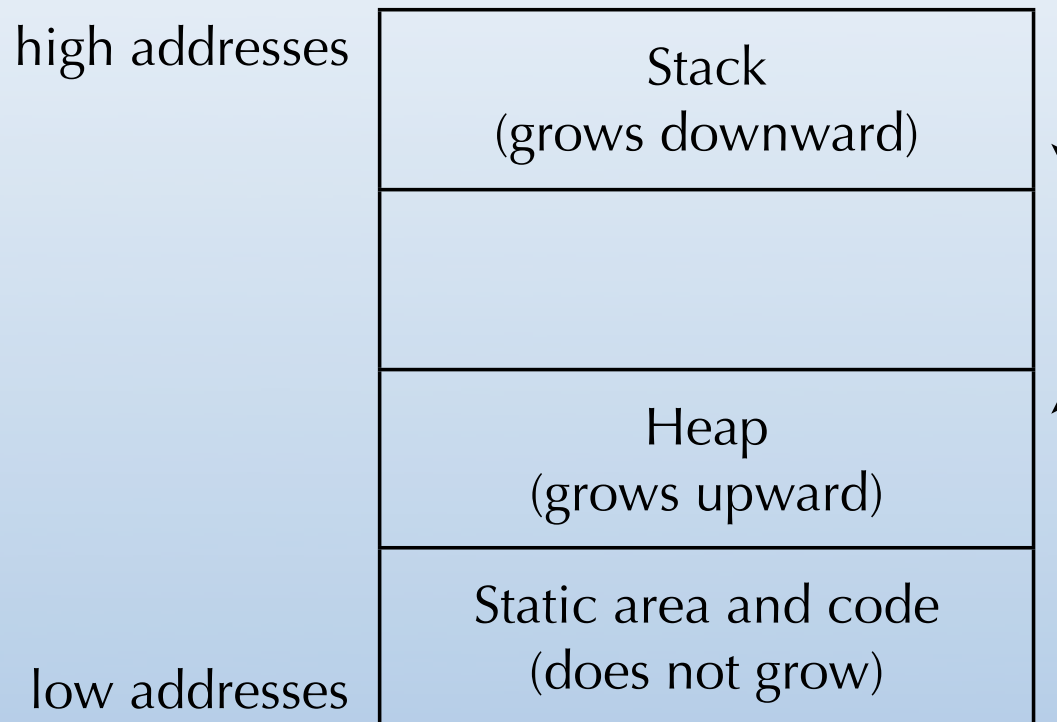 high addresses
Stack
(grows downward)
Heap
(grows upward)
Static area and code
(does not grow)
low addresses